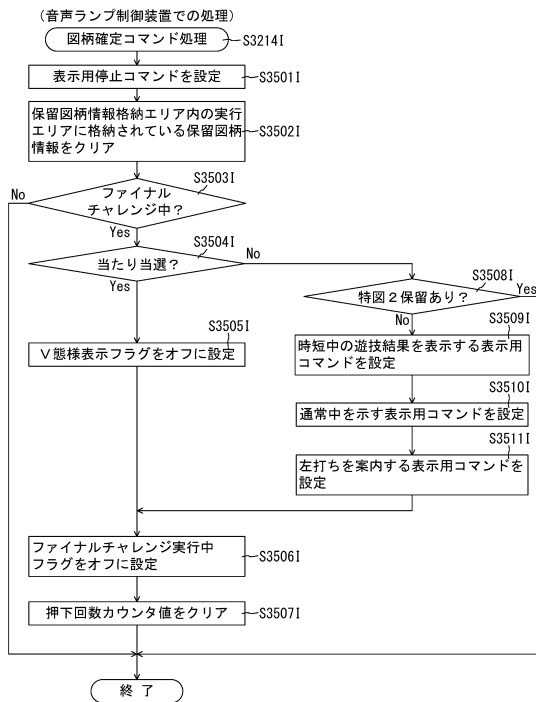 （音声ランプ制御装置での処理）
図柄確定コマンド処理
S3214I
表示用停止コマンドを設定
S3501I
保留図柄情報格納エリア内の実行
エリアに格納されている保留図柄
情報をクリア
S3502I
S3503I
No
ファイナル
チャレンジ中？
Yes
S3504I
当たり当選？
No
Yes
S3508I
特図２保留あり？
Yes
No
S3505I
Ｖ態様表示フラグをオフに設定
S3509I
時短中の遊技結果を表示する表示用
コマンドを設定
S3510I
通常中を示す表示用コマンドを設定
S3511I
左打ちを案内する表示用コマンドを
設定
ファイナルチャレンジ実行中
フラグをオフに設定
S3506I
押下回数カウンタ値をクリア
S3507I
終 了